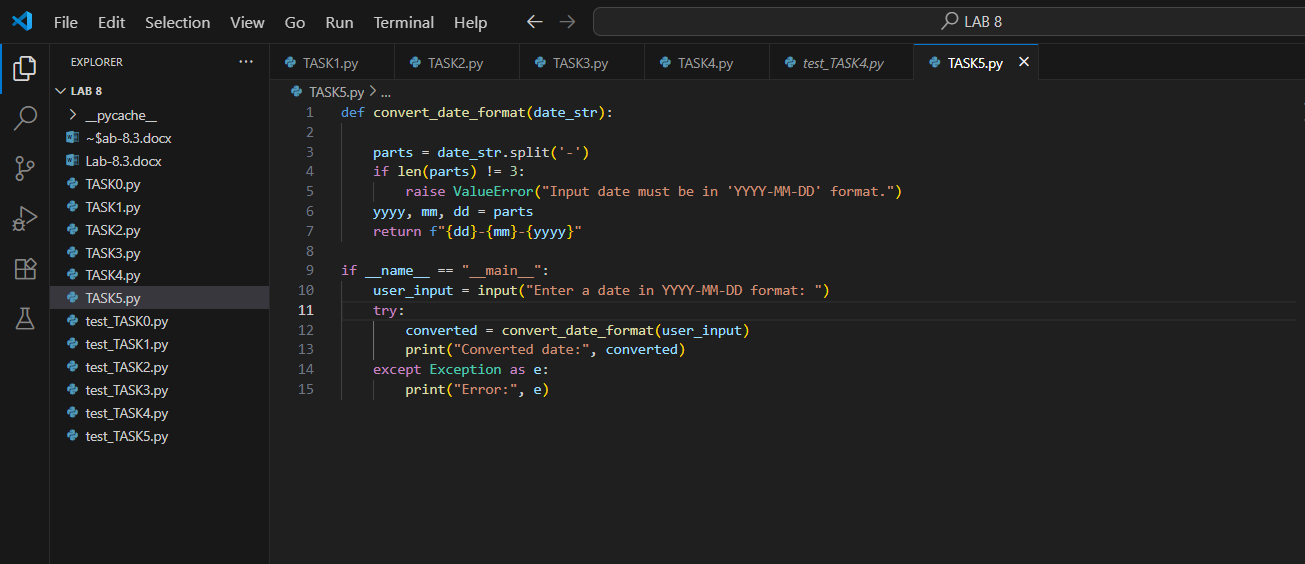 File Edit Selection View Go Run Terminal Help
LAB 8
EXPLORER
...
LAB 8
__pycache__
~$ab-8.3.docx
Lab-8.3.docx
TASK0.py
TASK1.py
TASK2.py
TASK3.py
TASK4.py
TASK5.py
test_TASK0.py
test_TASK1.py
test_TASK2.py
test_TASK3.py
test_TASK4.py
test_TASK5.py
TASK1.py TASK2.py TASK3.py TASK4.py test_TASK4.py TASK5.py
TASK5.py > ...
1 def convert_date_format(date_str):
2
3     parts = date_str.split('-')
4     if len(parts) != 3:
5         raise ValueError("Input date must be in 'YYYY-MM-DD' format.")
6     yyyy, mm, dd = parts
7     return f"{dd}-{mm}-{yyyy}"
8
9 if __name__ == "__main__":
10     user_input = input("Enter a date in YYYY-MM-DD format: ")
11     try:
12         converted = convert_date_format(user_input)
13         print("Converted date:", converted)
14     except Exception as e:
15         print("Error:", e)